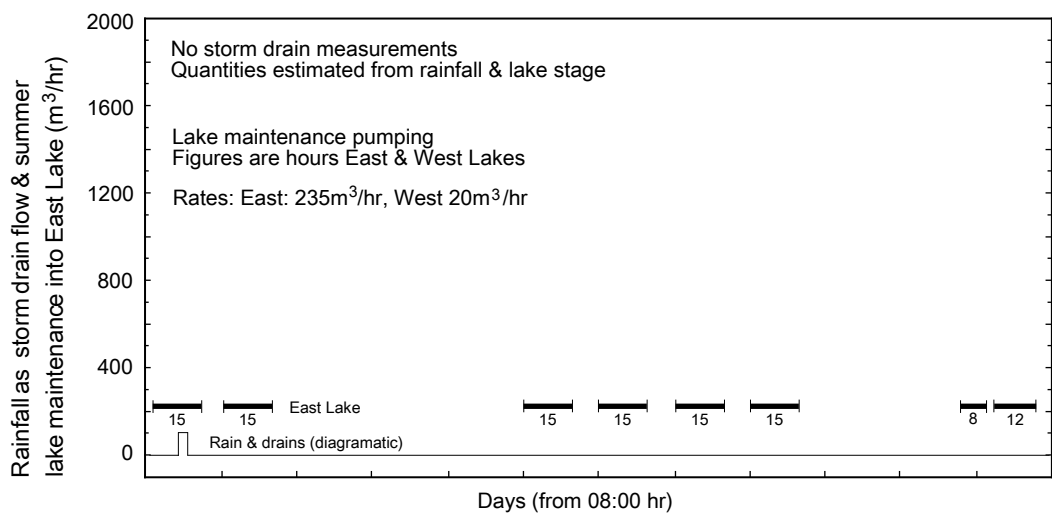 2000
1600
1200
800
400
0
Rainfall as storm drain flow & summer
lake maintenance into East Lake (m³/hr)
No storm drain measurements
Quantities estimated from rainfall & lake stage
Lake maintenance pumping
Figures are hours East & West Lakes
Rates: East: 235m³/hr, West 20m³/hr
15 15 East Lake 15 15 15 15 8 12
Rain & drains (diagramatic)
Days (from 08:00 hr)